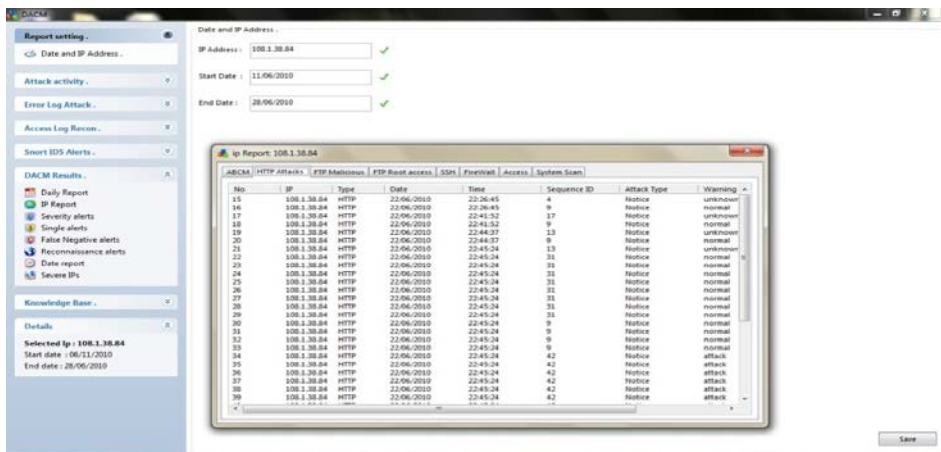 DACM
Report setting .
Date and IP Address .
Attack activity .
Error Log Attack .
Access Log Recon .
Snort IDS Alerts .
DACM Results .
Daily Report
IP Report
Severity alerts
Single alerts
False Negative alerts
Reconnaissance alerts
Date report
Severe IPs
Knowledge Base .
Details
Selected Ip : 108.1.38.84
Start date : 06/11/2010
End date : 28/06/2010
Date and IP Address .
IP Address : 108.1.38.84
Start Date : 11/06/2010
End Date : 28/06/2010
ip Report: 108.1.38.84
ABCM HTTP Attacks FTP Malicious FTP Root access SSH FireWall Access System Scan
No IP Type Date Time Sequence ID Attack Type Warning
15 108.1.38.84 HTTP 22/06/2010 22:26:45 4 Notice unknown
16 108.1.38.84 HTTP 22/06/2010 22:26:45 9 Notice normal
17 108.1.38.84 HTTP 22/06/2010 22:41:52 17 Notice unknown
18 108.1.38.84 HTTP 22/06/2010 22:41:52 9 Notice normal
19 108.1.38.84 HTTP 22/06/2010 22:44:37 13 Notice unknown
20 108.1.38.84 HTTP 22/06/2010 22:44:37 9 Notice normal
21 108.1.38.84 HTTP 22/06/2010 22:45:24 13 Notice unknown
22 108.1.38.84 HTTP 22/06/2010 22:45:24 31 Notice normal
23 108.1.38.84 HTTP 22/06/2010 22:45:24 31 Notice normal
24 108.1.38.84 HTTP 22/06/2010 22:45:24 31 Notice normal
25 108.1.38.84 HTTP 22/06/2010 22:45:24 31 Notice normal
26 108.1.38.84 HTTP 22/06/2010 22:45:24 31 Notice normal
27 108.1.38.84 HTTP 22/06/2010 22:45:24 31 Notice normal
28 108.1.38.84 HTTP 22/06/2010 22:45:24 31 Notice normal
29 108.1.38.84 HTTP 22/06/2010 22:45:24 31 Notice normal
30 108.1.38.84 HTTP 22/06/2010 22:45:24 9 Notice normal
31 108.1.38.84 HTTP 22/06/2010 22:45:24 9 Notice normal
32 108.1.38.84 HTTP 22/06/2010 22:45:24 9 Notice normal
33 108.1.38.84 HTTP 22/06/2010 22:45:24 9 Notice normal
34 108.1.38.84 HTTP 22/06/2010 22:45:24 42 Notice attack
35 108.1.38.84 HTTP 22/06/2010 22:45:24 42 Notice attack
36 108.1.38.84 HTTP 22/06/2010 22:45:24 42 Notice attack
37 108.1.38.84 HTTP 22/06/2010 22:45:24 42 Notice attack
38 108.1.38.84 HTTP 22/06/2010 22:45:24 42 Notice attack
39 108.1.38.84 HTTP 22/06/2010 22:45:24 42 Notice attack
Save